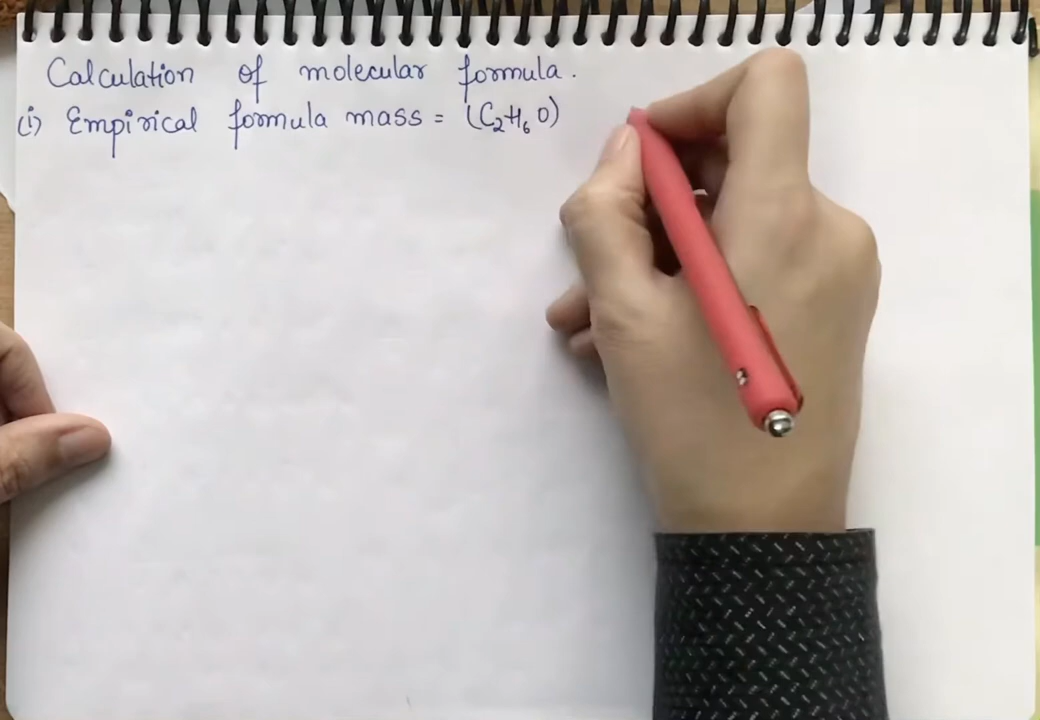 Calculation of molecular formula.
(i) Empirical formula mass = (C₂H₆O)